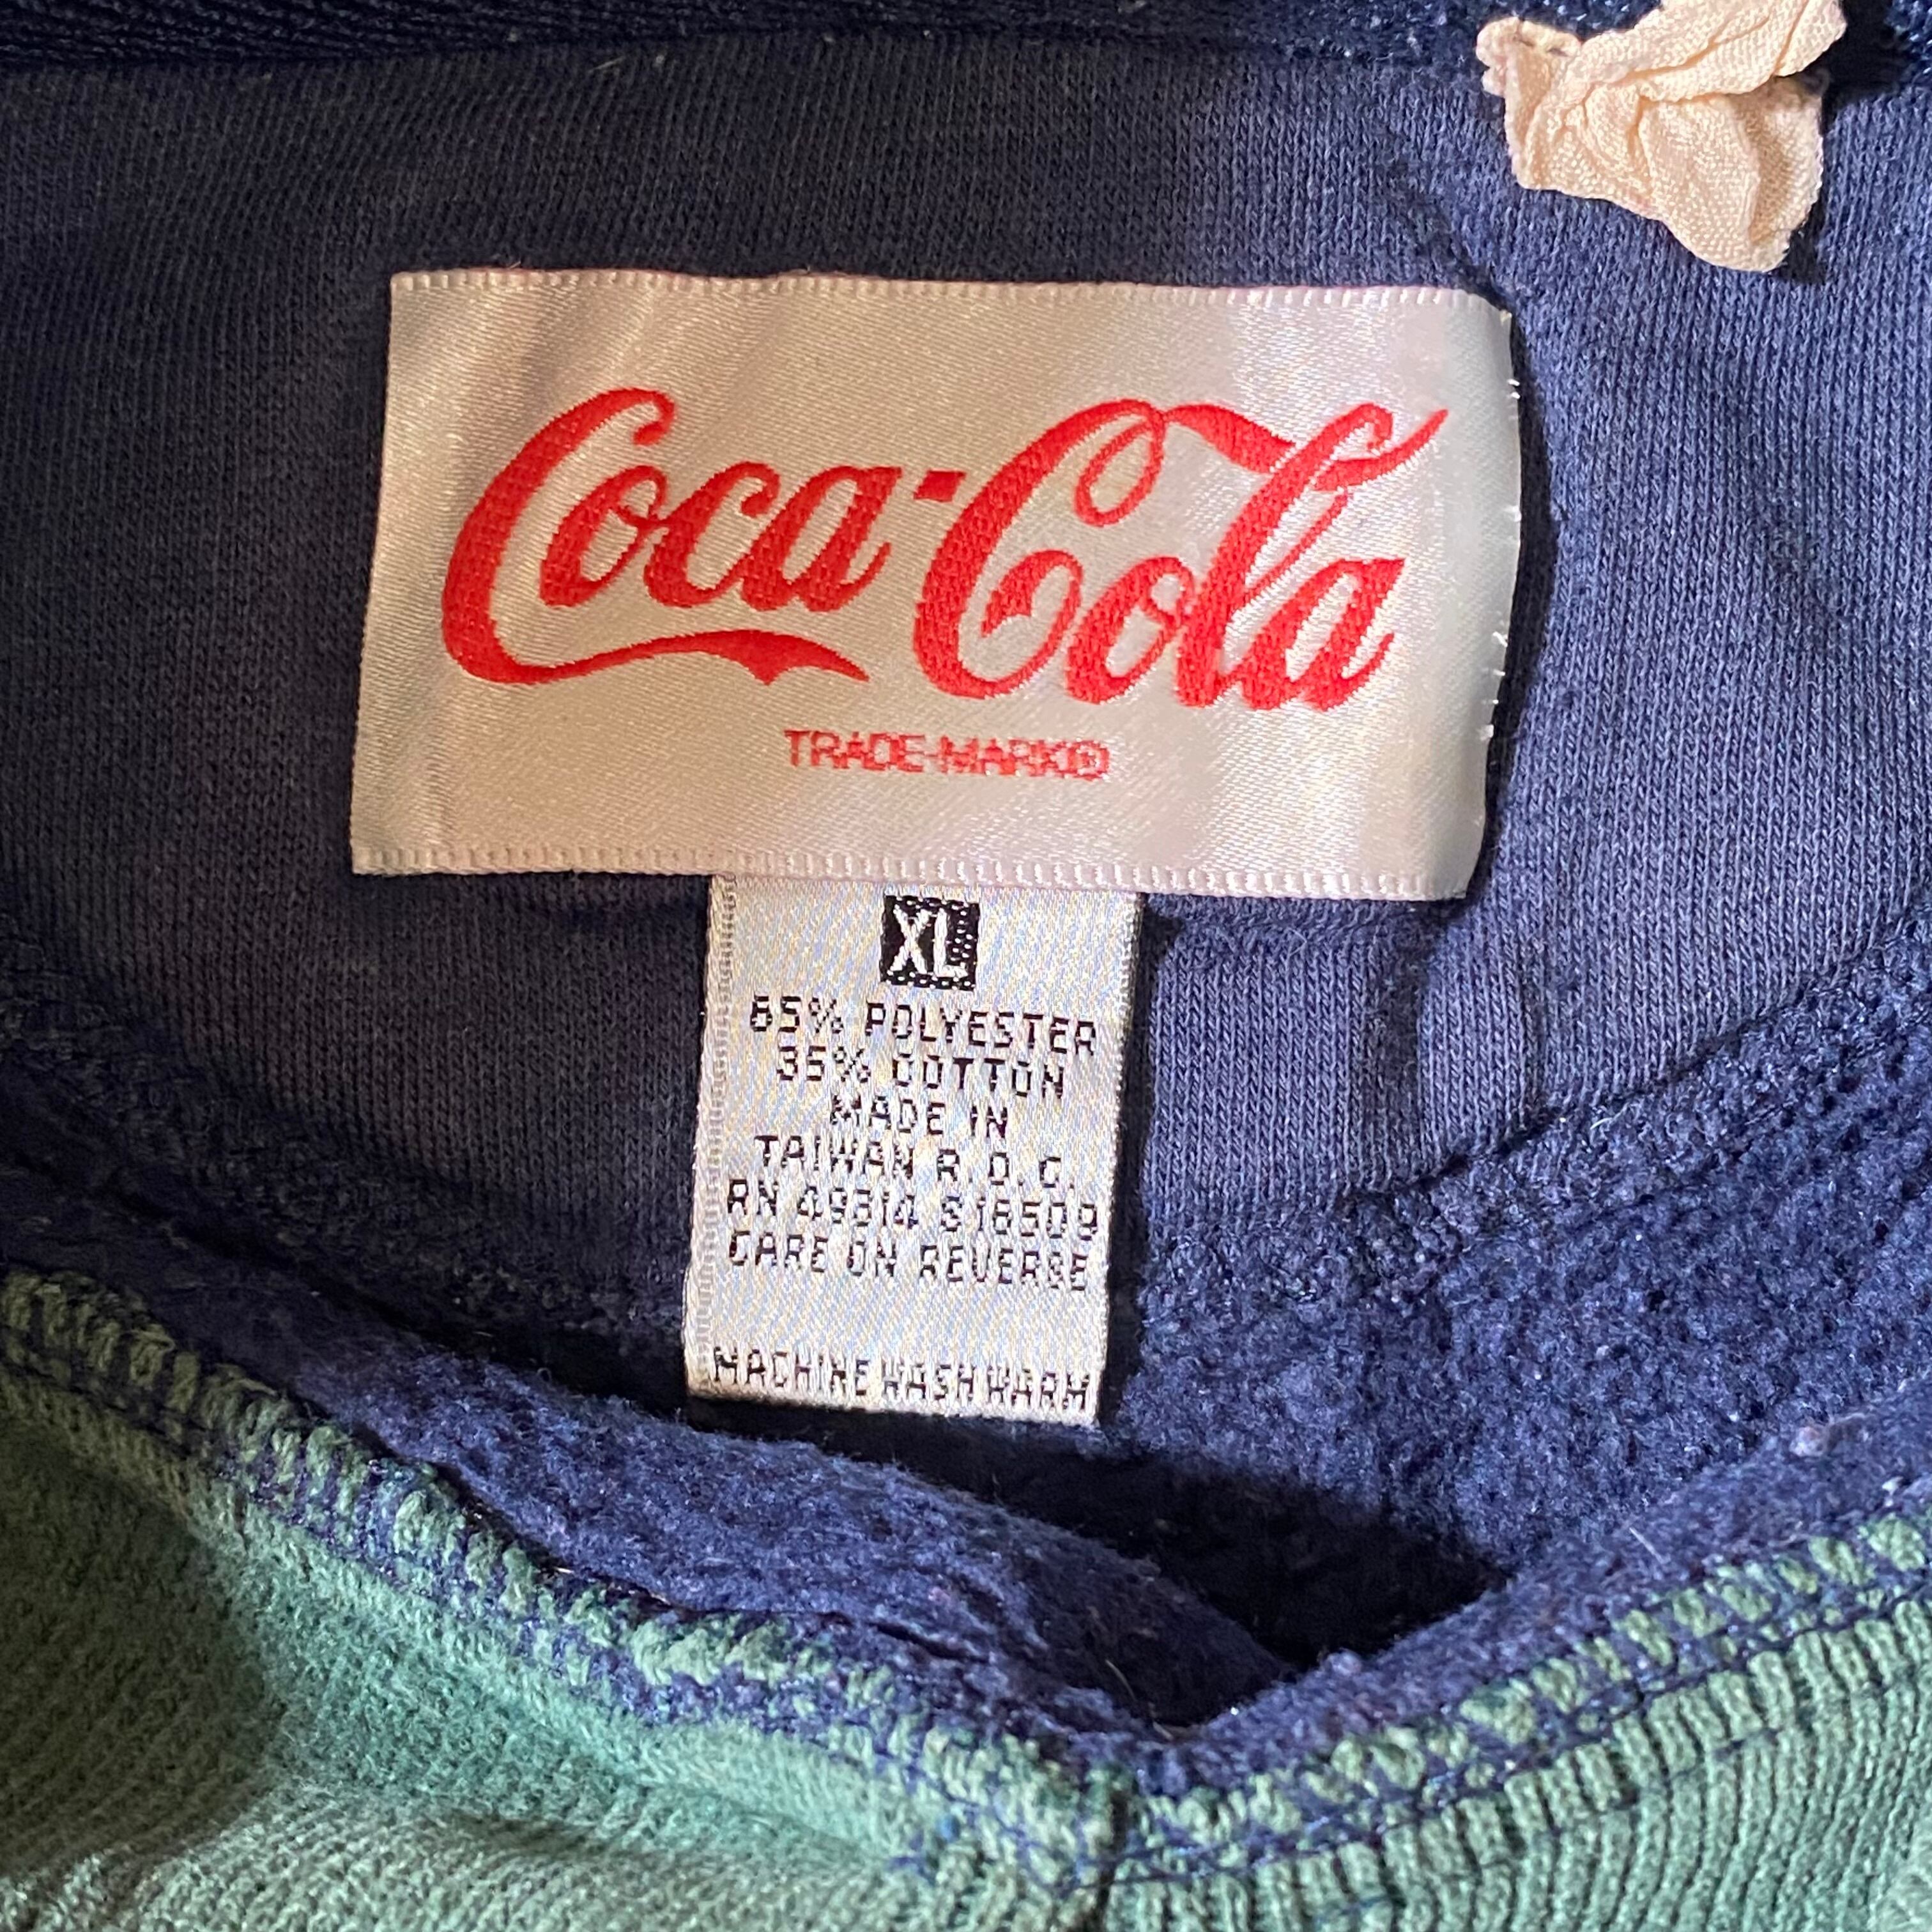 Coca-Cola
TRADE-MARK®
XL
65% POLYESTER
35% COTTON
MADE IN
TAIWAN R.O.C.
RN 49314 S16509
CARE ON REVERSE
MACHINE WASH WARM